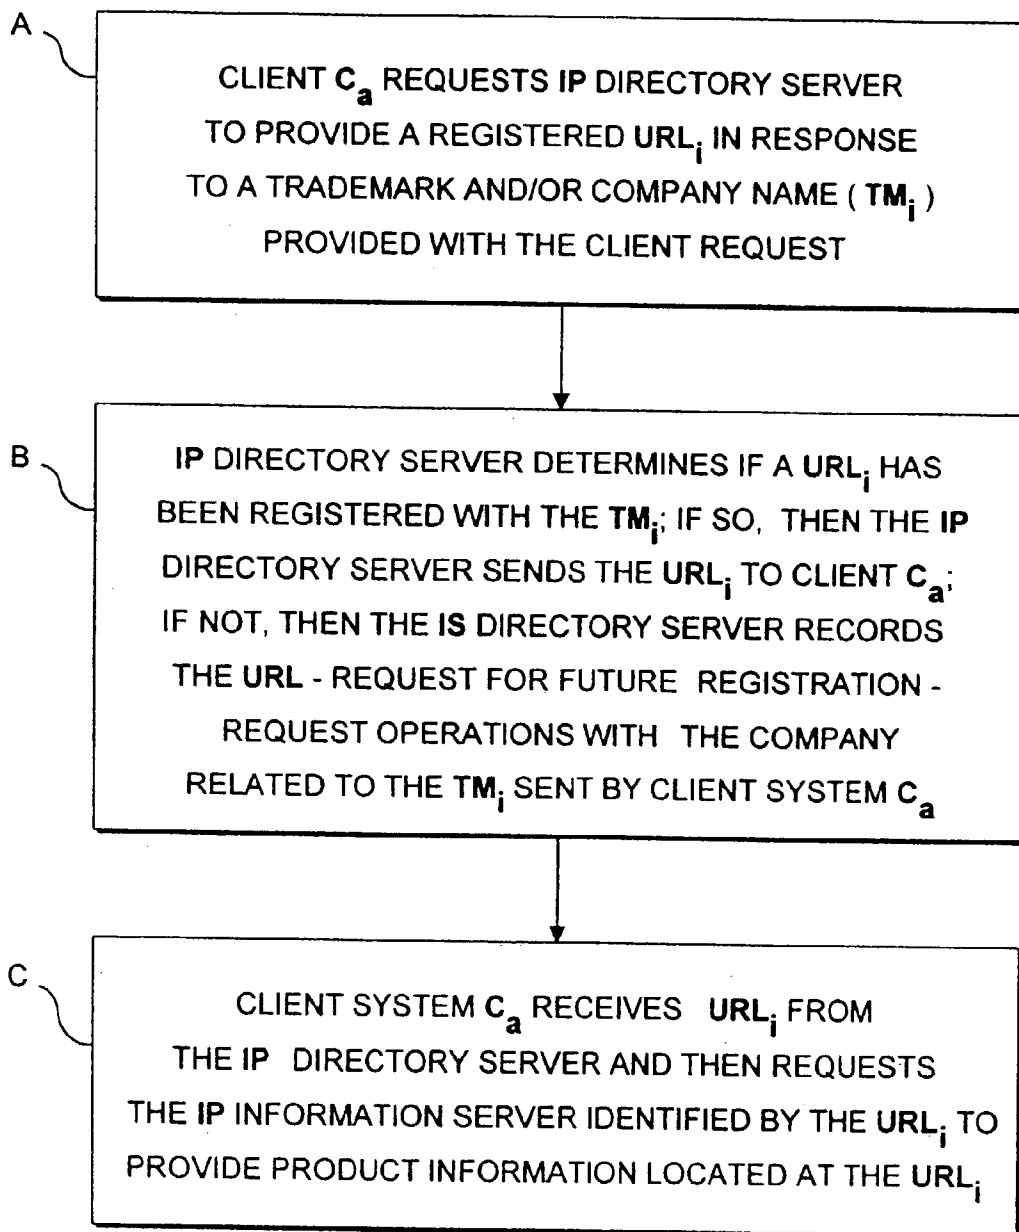 A
CLIENT Ca REQUESTS IP DIRECTORY SERVER
TO PROVIDE A REGISTERED URLi IN RESPONSE
TO A TRADEMARK AND/OR COMPANY NAME ( TMi )
PROVIDED WITH THE CLIENT REQUEST
B
IP DIRECTORY SERVER DETERMINES IF A URLi HAS
BEEN REGISTERED WITH THE TMi; IF SO, THEN THE IP
DIRECTORY SERVER SENDS THE URLi TO CLIENT Ca;
IF NOT, THEN THE IS DIRECTORY SERVER RECORDS
THE URL - REQUEST FOR FUTURE REGISTRATION -
REQUEST OPERATIONS WITH THE COMPANY
RELATED TO THE TMi SENT BY CLIENT SYSTEM Ca
C
CLIENT SYSTEM Ca RECEIVES URLi FROM
THE IP DIRECTORY SERVER AND THEN REQUESTS
THE IP INFORMATION SERVER IDENTIFIED BY THE URLi TO
PROVIDE PRODUCT INFORMATION LOCATED AT THE URLi